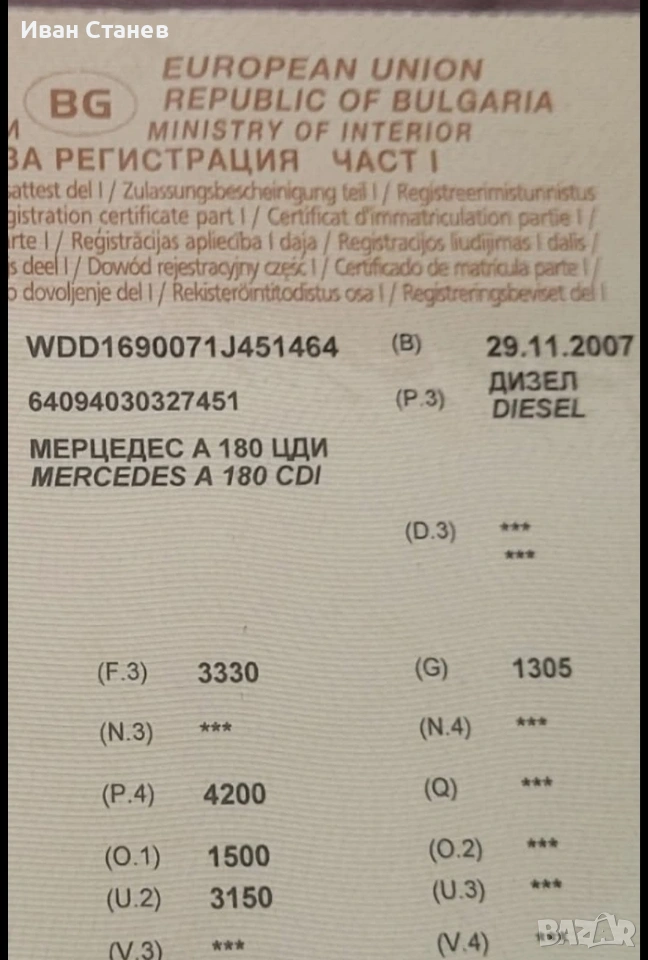 Иван Станев
EUROPEAN UNION
BG REPUBLIC OF BULGARIA
MINISTRY OF INTERIOR
ЗА РЕГИСТРАЦИЯ ЧАСТ I
sattest del I / Zulassungsbescheinigung teil I / Registreerimistunnistus
gistration certificate part I / Certificat d'immatriculation partie I /
rte I / Reģistrācijas apliecība I daļa / Registracijos liudijimas I dalis /
s deel I / Dowód rejestracyjny część I / Certificado de matrícula parte I /
o dovoljenje del I / Rekisteröintitodistus osa I / Registreringsbeviset del I
WDD1690071J451464 (B) 29.11.2007
64094030327451 (P.3) ДИЗЕЛ
DIESEL
МЕРЦЕДЕС А 180 ЦДИ
MERCEDES A 180 CDI
(D.3) ***
***
(F.3) 3330 (G) 1305
(N.3) *** (N.4) ***
(P.4) 4200 (Q) ***
(O.1) 1500 (O.2) ***
(U.2) 3150 (U.3) ***
(V.3) *** (V.4) ***
BAZAR